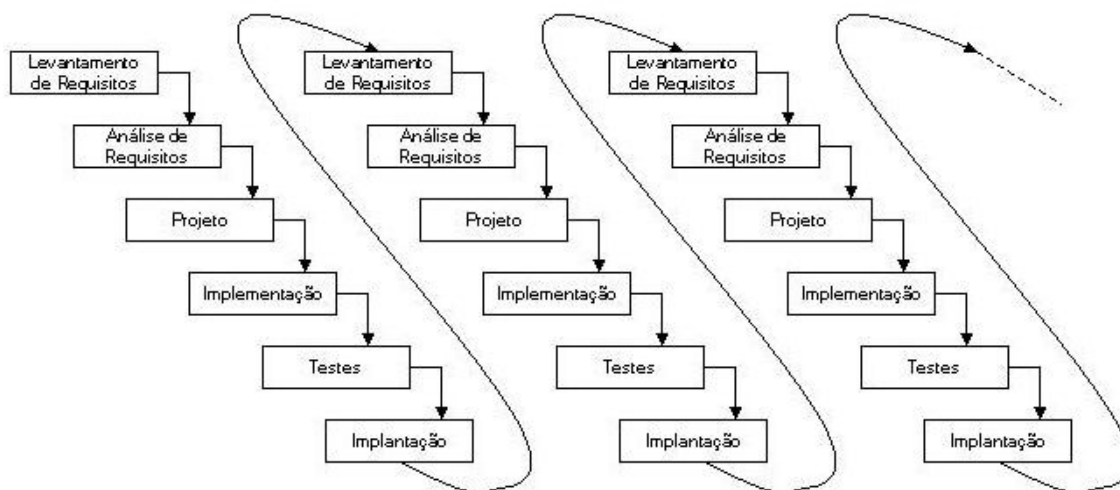 Levantamento
de Requisitos
Análise de
Requisitos
Projeto
Implementação
Testes
Implantação
Levantamento
de Requisitos
Análise de
Requisitos
Projeto
Implementação
Testes
Implantação
Levantamento
de Requisitos
Análise de
Requisitos
Projeto
Implementação
Testes
Implantação